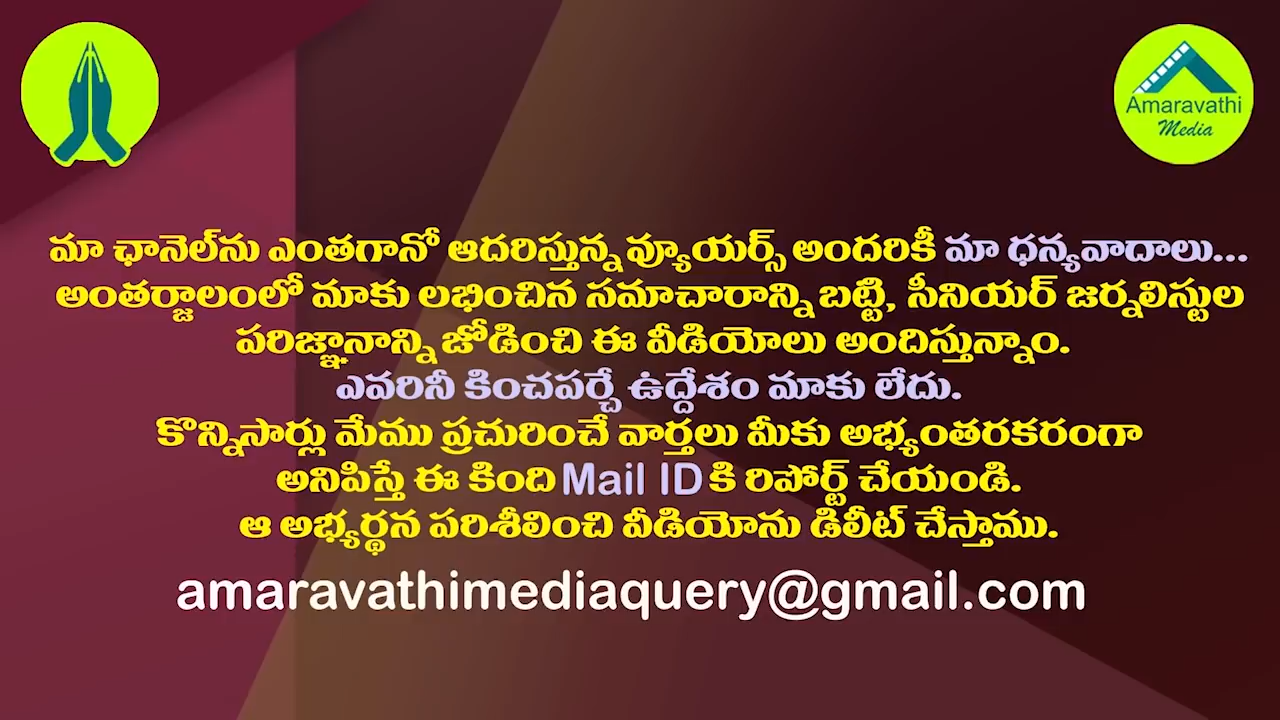 Amaravathi
Media
మా ఛానెల్‌ను ఎంతగానో ఆదరిస్తున్న వ్యూయర్స్ అందరికీ మా ధన్యవాదాలు...
అంతర్జాలంలో మాకు లభించిన సమాచారాన్ని బట్టి, సీనియర్ జర్నలిస్టుల
పరిజ్ఞానాన్ని జోడించి ఈ వీడియోలు అందిస్తున్నాం.
ఎవరినీ కించపర్చే ఉద్దేశం మాకు లేదు.
కొన్నిసార్లు మేము ప్రచురించే వార్తలు మీకు అభ్యంతరకరంగా
అనిపిస్తే ఈ కింది Mail ID కి రిపోర్ట్ చేయండి.
ఆ అభ్యర్థన పరిశీలించి వీడియోను డిలీట్ చేస్తాము.
amaravathimediaquery@gmail.com